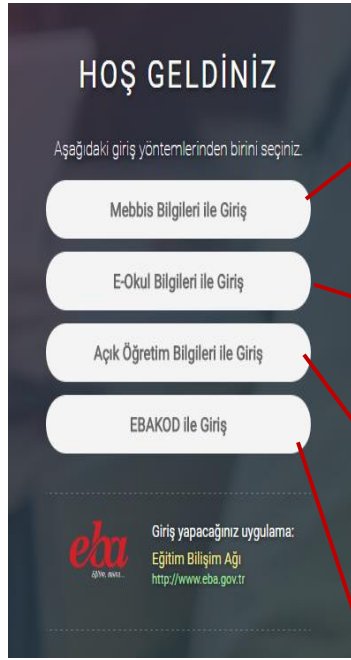 HOŞ GELDİNİZ
Aşağıdaki giriş yöntemlerinden birini seçiniz.
Mebbis Bilgileri ile Giriş
E-Okul Bilgileri ile Giriş
Açık Öğretim Bilgileri ile Giriş
EBAKOD ile Giriş
eba
Giriş yapacağınız uygulama:
Eğitim Bilişim Ağı
http://www.eba.gov.tr